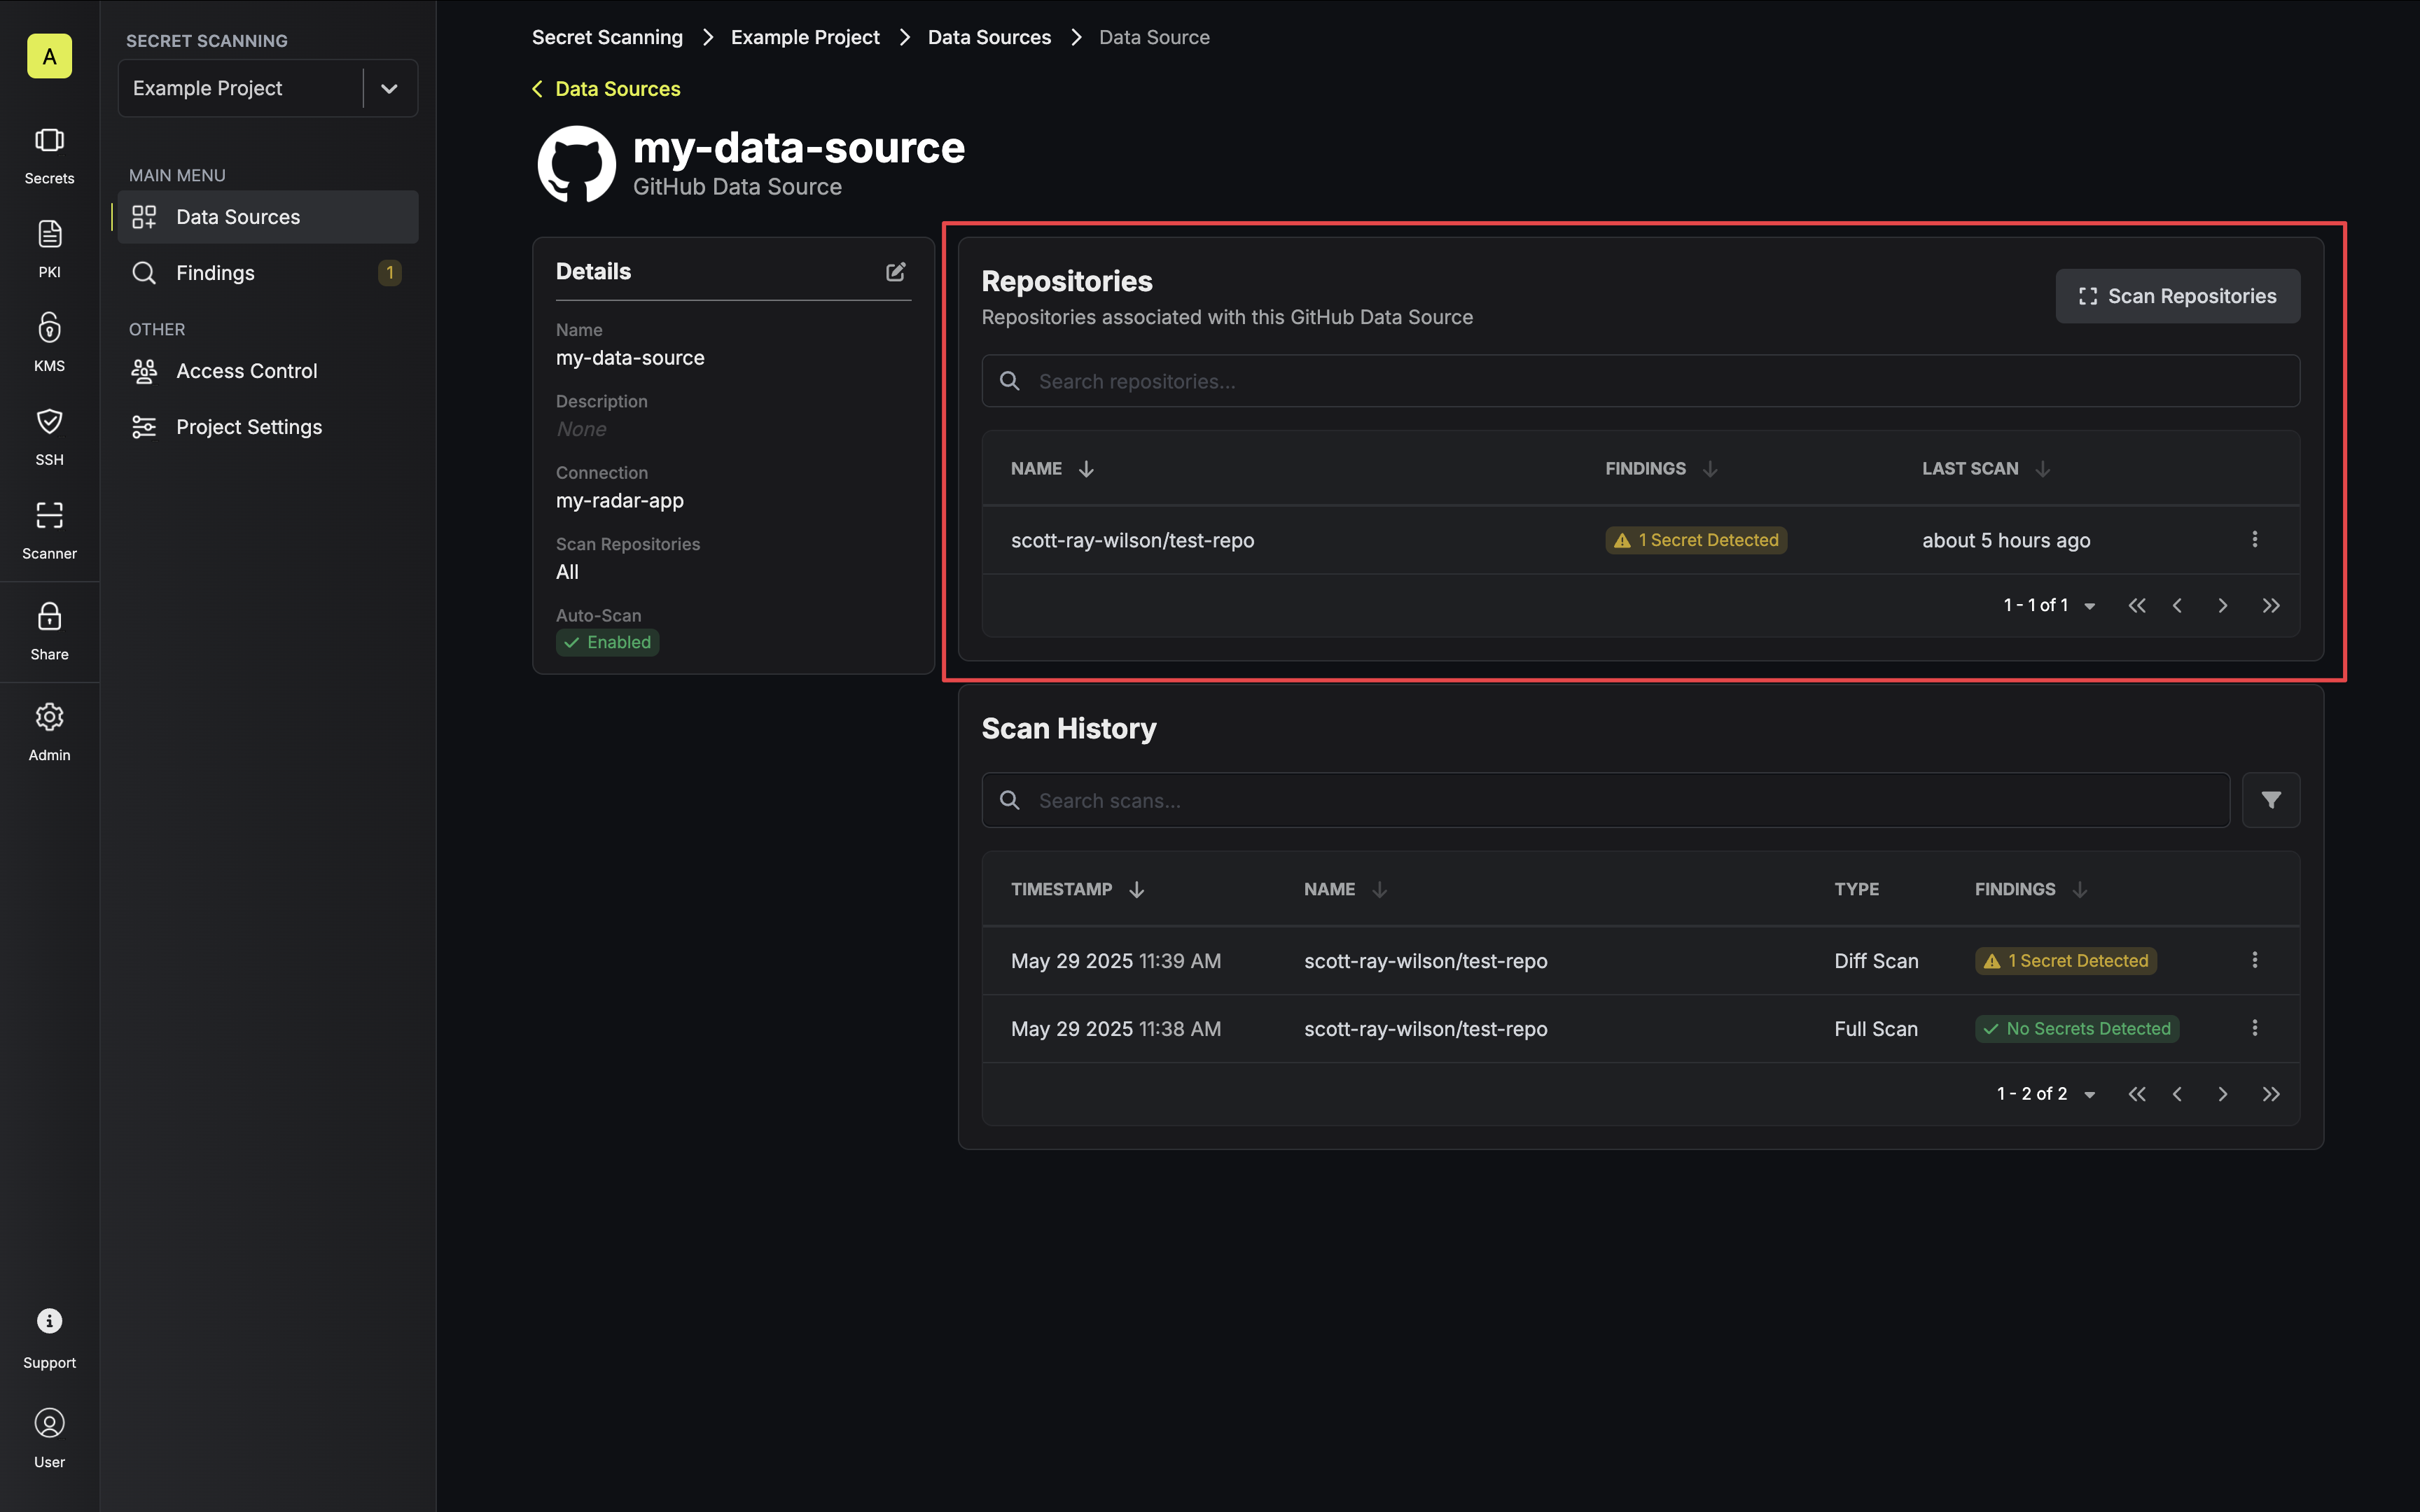 A
Secrets
PKI
KMS
SSH
Scanner
Share
Admin
Support
User
SECRET SCANNING
Example Project
MAIN MENU
Data Sources
Findings 1
OTHER
Access Control
Project Settings
Secret Scanning > Example Project > Data Sources > Data Source
Data Sources
my-data-source
GitHub Data Source
Details
Name
my-data-source
Description
None
Connection
my-radar-app
Scan Repositories
All
Auto-Scan
Enabled
Repositories
Repositories associated with this GitHub Data Source
Scan Repositories
Search repositories...
NAME FINDINGS LAST SCAN
scott-ray-wilson/test-repo 1 Secret Detected about 5 hours ago
1 - 1 of 1
Scan History
Search scans...
TIMESTAMP NAME TYPE FINDINGS
May 29 2025 11:39 AM scott-ray-wilson/test-repo Diff Scan 1 Secret Detected
May 29 2025 11:38 AM scott-ray-wilson/test-repo Full Scan No Secrets Detected
1 - 2 of 2